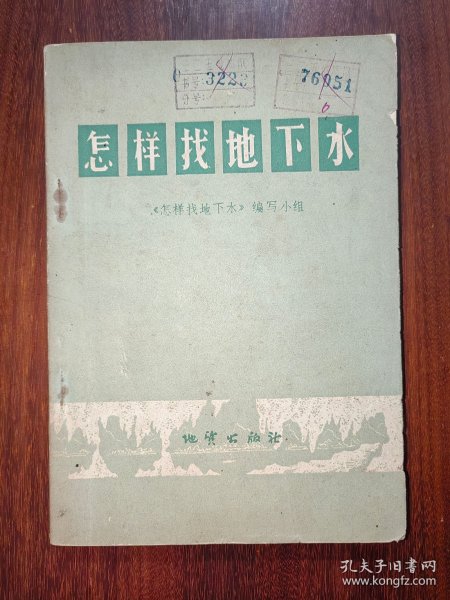 3223
76051
怎样找地下水
《怎样找地下水》编写小组
地质出版社
孔夫子旧书网
www.kongfz.com